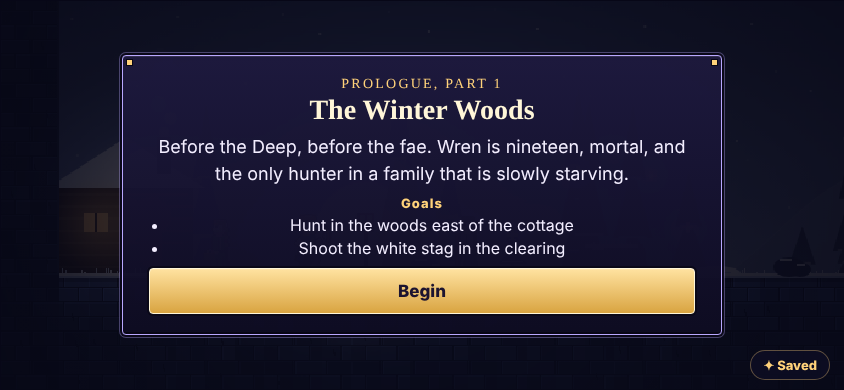 PROLOGUE, PART 1
The Winter Woods
Before the Deep, before the fae. Wren is nineteen, mortal, and
the only hunter in a family that is slowly starving.
Goals
• Hunt in the woods east of the cottage
• Shoot the white stag in the clearing
Begin
✦ Saved